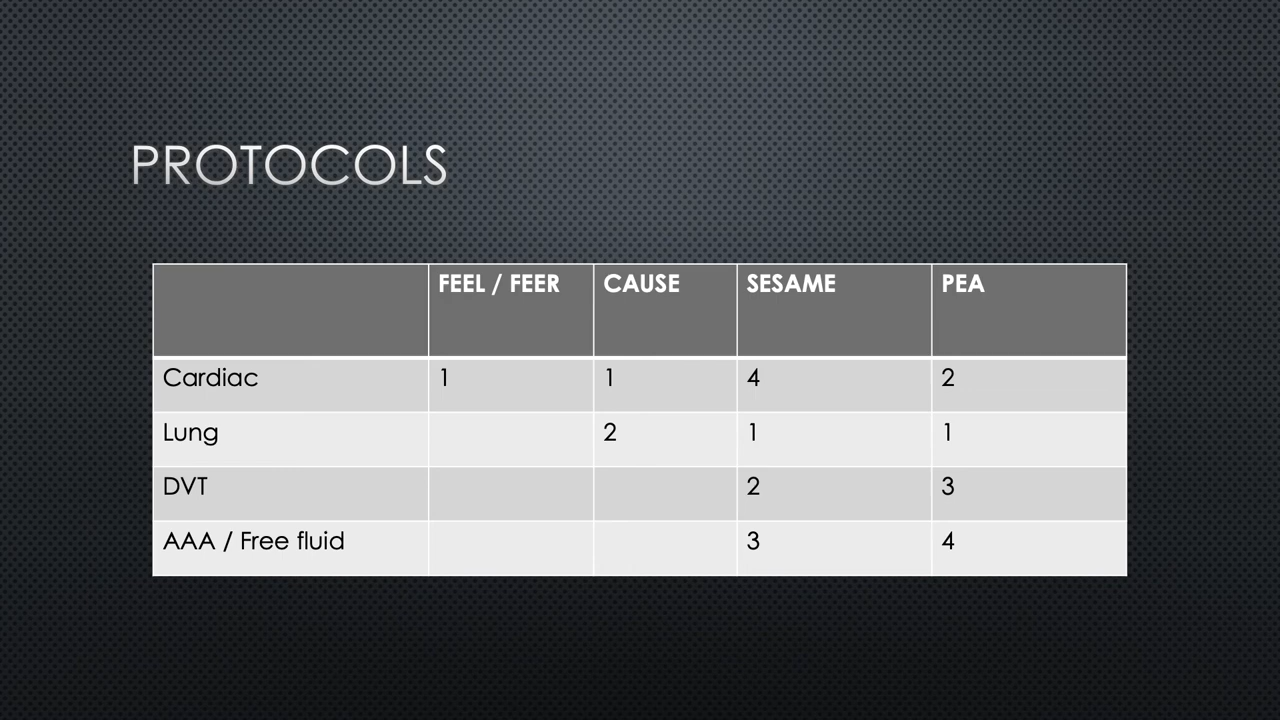 PROTOCOLS
FEEL / FEER CAUSE SESAME PEA
Cardiac 1 1 4 2
Lung 2 1 1
DVT 2 3
AAA / Free fluid 3 4